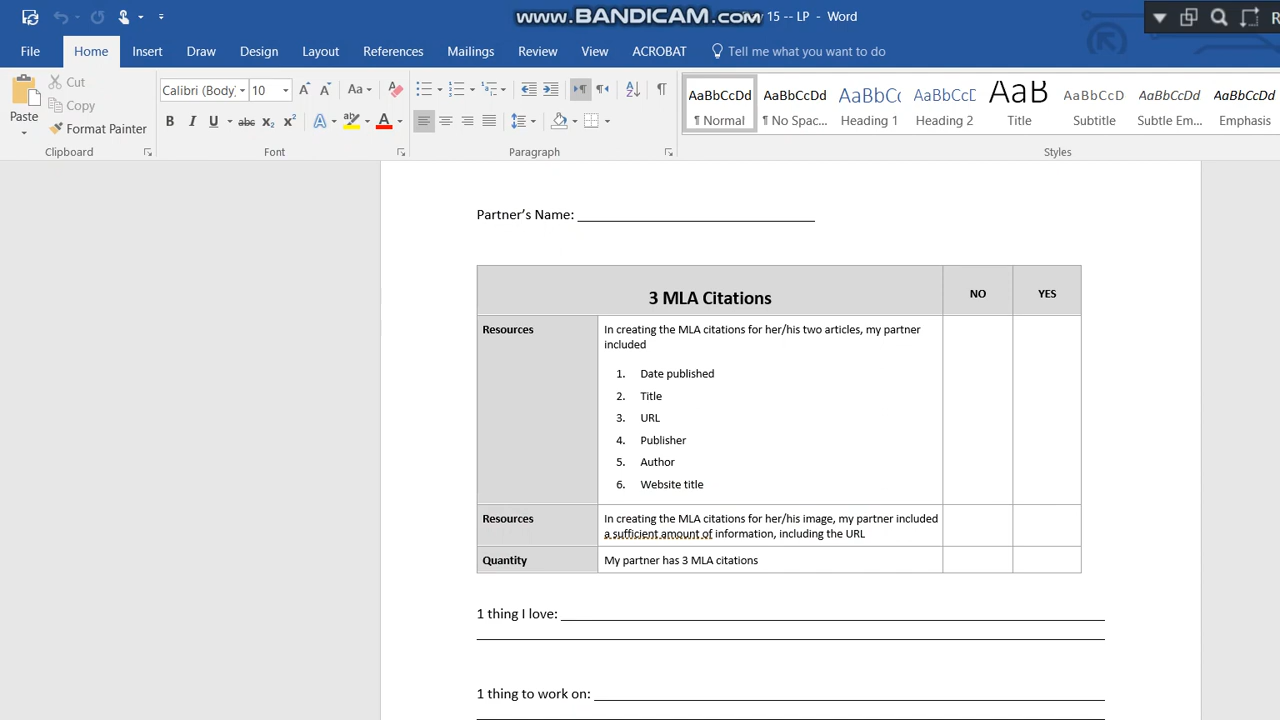 www.BANDICAM.com
15 -- LP - Word
File Home Insert Draw Design Layout References Mailings Review View ACROBAT Tell me what you want to do
Paste
Cut
Copy
Format Painter
Clipboard
Calibri (Body) 10
Aa
B I U abc x₂ x² A A
Font
Paragraph
AaBbCcDd AaBbCcDd AaBbCc AaBbCcD AaB AaBbCcD AaBbCcDd AaBbCcDd
¶ Normal ¶ No Spac... Heading 1 Heading 2 Title Subtitle Subtle Em... Emphasis
Styles
Partner’s Name:
3 MLA Citations NO YES
Resources In creating the MLA citations for her/his two articles, my partner
included
1. Date published
2. Title
3. URL
4. Publisher
5. Author
6. Website title
Resources In creating the MLA citations for her/his image, my partner included
a sufficient amount of information, including the URL
Quantity My partner has 3 MLA citations
1 thing I love:
1 thing to work on: